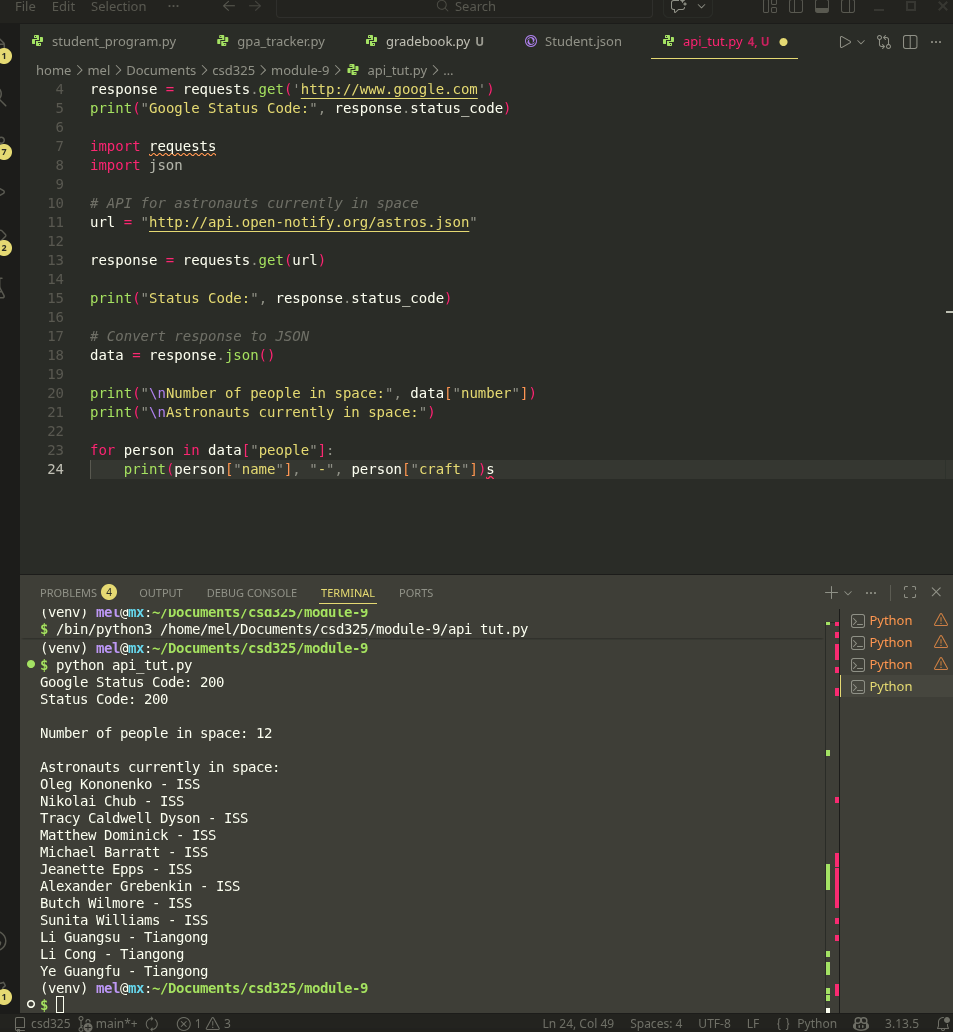 File Edit Selection ··· Search
student_program.py gpa_tracker.py gradebook.py U Student.json api_tut.py 4, U
home > mel > Documents > csd325 > module-9 > api_tut.py > ...
4 response = requests.get('http://www.google.com')
5 print("Google Status Code:", response.status_code)
6
7 import requests
8 import json
9
10 # API for astronauts currently in space
11 url = "http://api.open-notify.org/astros.json"
12
13 response = requests.get(url)
14
15 print("Status Code:", response.status_code)
16
17 # Convert response to JSON
18 data = response.json()
19
20 print("\nNumber of people in space:", data["number"])
21 print("\nAstronauts currently in space:")
22
23 for person in data["people"]:
24     print(person["name"], "-", person["craft"])s
PROBLEMS 4 OUTPUT DEBUG CONSOLE TERMINAL PORTS
(venv) mel@mx:~/Documents/csd325/module-9
$ /bin/python3 /home/mel/Documents/csd325/module-9/api tut.py
(venv) mel@mx:~/Documents/csd325/module-9
$ python api_tut.py
Google Status Code: 200
Status Code: 200
Number of people in space: 12
Astronauts currently in space:
Oleg Kononenko - ISS
Nikolai Chub - ISS
Tracy Caldwell Dyson - ISS
Matthew Dominick - ISS
Michael Barratt - ISS
Jeanette Epps - ISS
Alexander Grebenkin - ISS
Butch Wilmore - ISS
Sunita Williams - ISS
Li Guangsu - Tiangong
Li Cong - Tiangong
Ye Guangfu - Tiangong
(venv) mel@mx:~/Documents/csd325/module-9
$
Python
Python
Python
Python
1
7
2
1
csd325 main*+ 1 3 Ln 24, Col 49 Spaces: 4 UTF-8 LF { } Python 3.13.5